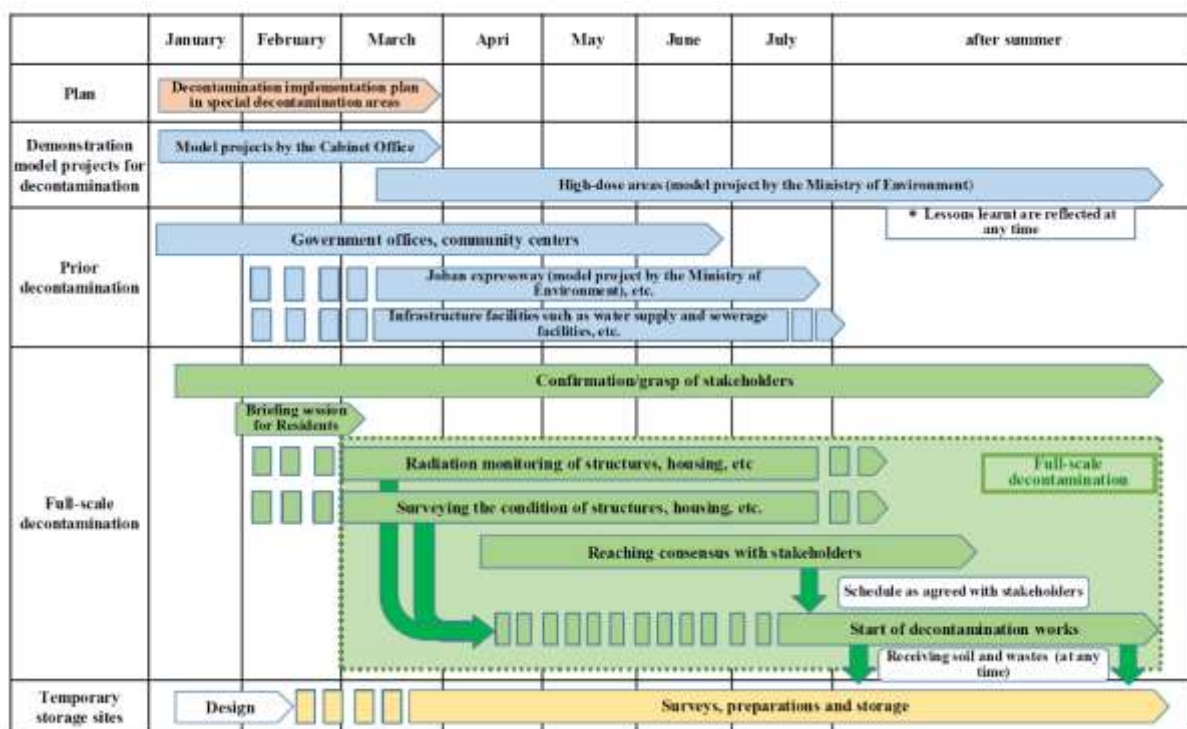 January February March Apri May June July after summer
Plan
Decontamination implementation plan
in special decontamination areas
Demonstration
model projects for
decontamination
Model projects by the Cabinet Office
High-dose areas (model project by the Ministry of Environment)
* Lessons learnt are reflected at
any time
Prior
decontamination
Government offices, community centers
Joban expressway (model project by the Ministry of
Environment), etc.
Infrastructure facilities such as water supply and sewerage
facilities, etc.
Full-scale
decontamination
Confirmation/grasp of stakeholders
Briefing session
for Residents
Radiation monitoring of structures, housing, etc
Full-scale
decontamination
Surveying the condition of structures, housing, etc.
Reaching consensus with stakeholders
Schedule as agreed with stakeholders
Start of decontamination works
Receiving soil and wastes (at any
time)
Temporary
storage sites
Design
Surveys, preparations and storage